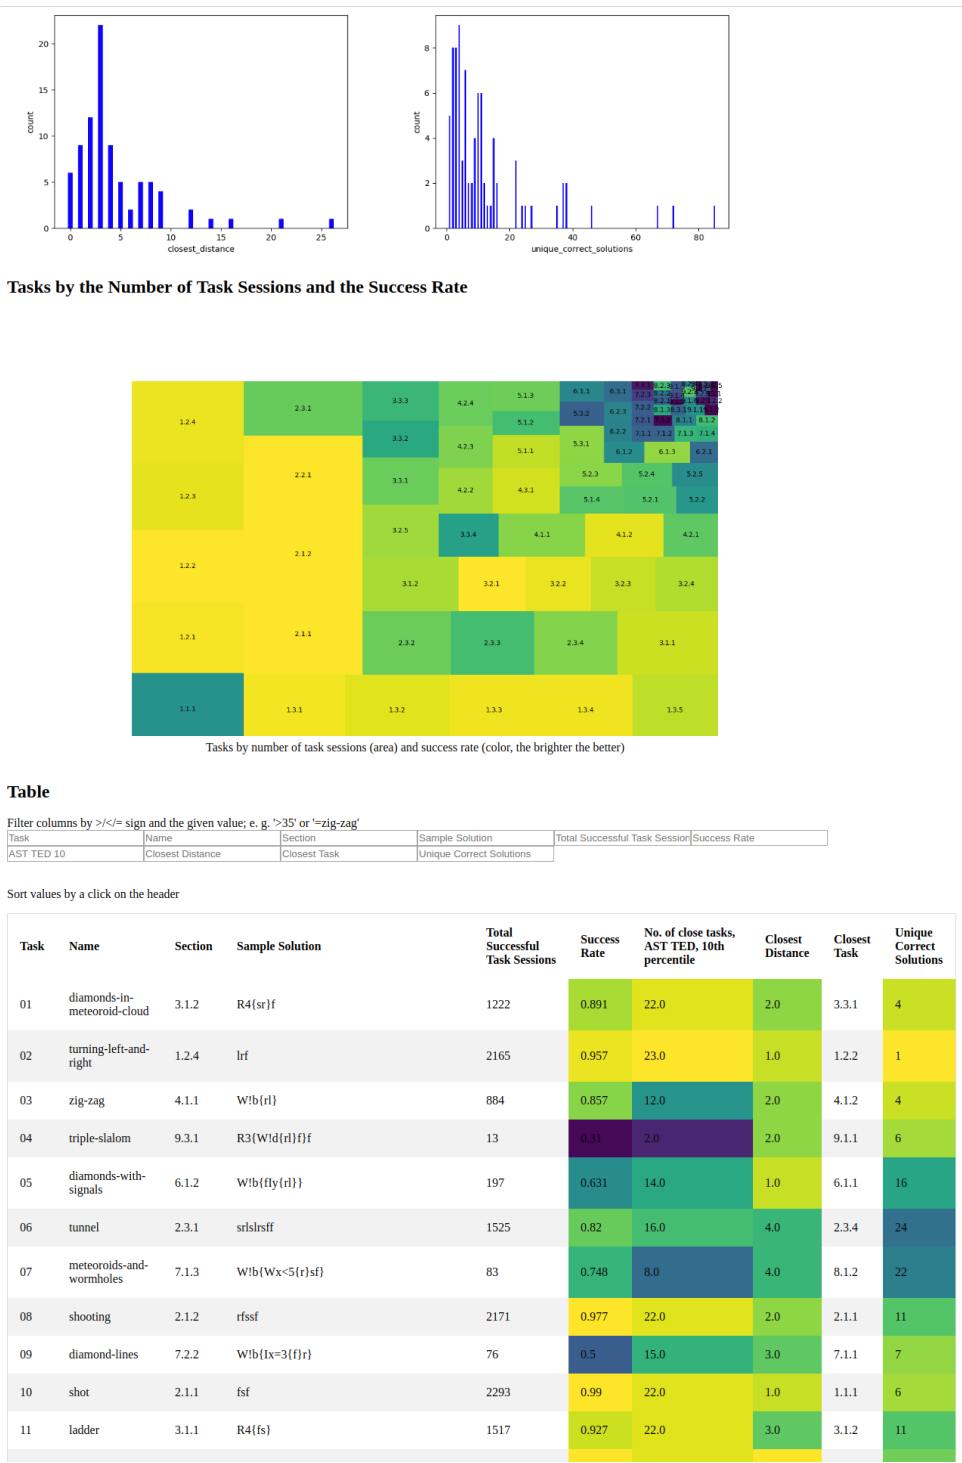 20
15
10
5
0
count
0 5 10 15 20 25
closest_distance
8
6
4
2
0
count
0 20 40 60 80
unique_correct_solutions
Tasks by the Number of Task Sessions and the Success Rate
1.2.4
1.2.3
1.2.2
1.2.1
1.1.1
2.3.1
2.2.1
2.1.2
2.1.1
1.3.1 1.3.2 1.3.3 1.3.4 1.3.5
3.3.3
3.3.2
3.3.1
3.2.5
4.2.4 5.1.3
5.1.2
4.2.3 5.1.1
4.2.2 4.3.1
6.1.1 6.3.1
5.3.2 6.2.3
6.2.2
5.3.1
7.2.3
7.2.2
7.2.1
7.1.1 7.1.2 7.1.3 7.1.4
8.1.1 8.1.2
6.1.2 6.1.3 6.2.1
5.2.3 5.2.4 5.2.5
5.1.4 5.2.1 5.2.2
3.3.4 4.1.1 4.1.2 4.2.1
3.1.2 3.2.1 3.2.2 3.2.3 3.2.4
2.3.2 2.3.3 2.3.4 3.1.1
Tasks by number of task sessions (area) and success rate (color, the brighter the better)
Table
Filter columns by >/</= sign and the given value; e. g. '>35' or '=zig-zag'
Task Name Section Sample Solution Total Successful Task Session Success Rate
AST TED 10 Closest Distance Closest Task Unique Correct Solutions
Sort values by a click on the header
Task Name Section Sample Solution Total Successful Task Sessions Success Rate No. of close tasks, AST TED, 10th percentile Closest Distance Closest Task Unique Correct Solutions
01 diamonds-in-meteoroid-cloud 3.1.2 R4{sr}f 1222 0.891 22.0 2.0 3.3.1 4
02 turning-left-and-right 1.2.4 lrf 2165 0.957 23.0 1.0 1.2.2 1
03 zig-zag 4.1.1 W!b{rl} 884 0.857 12.0 2.0 4.1.2 4
04 triple-slalom 9.3.1 R3{W!d{rl}f}f 13 0.31 2.0 2.0 9.1.1 6
05 diamonds-with-signals 6.1.2 W!b{fIy{rl}} 197 0.631 14.0 1.0 6.1.1 16
06 tunnel 2.3.1 srlslrsff 1525 0.82 16.0 4.0 2.3.4 24
07 meteoroids-and-wormholes 7.1.3 W!b{Wx<5{r}sf} 83 0.748 8.0 4.0 8.1.2 22
08 shooting 2.1.2 rfssf 2171 0.977 22.0 2.0 2.1.1 11
09 diamond-lines 7.2.2 W!b{Ix=3{f}r} 76 0.5 15.0 3.0 7.1.1 7
10 shot 2.1.1 fsf 2293 0.99 22.0 1.0 1.1.1 6
11 ladder 3.1.1 R4{fs} 1517 0.927 22.0 3.0 3.1.2 11